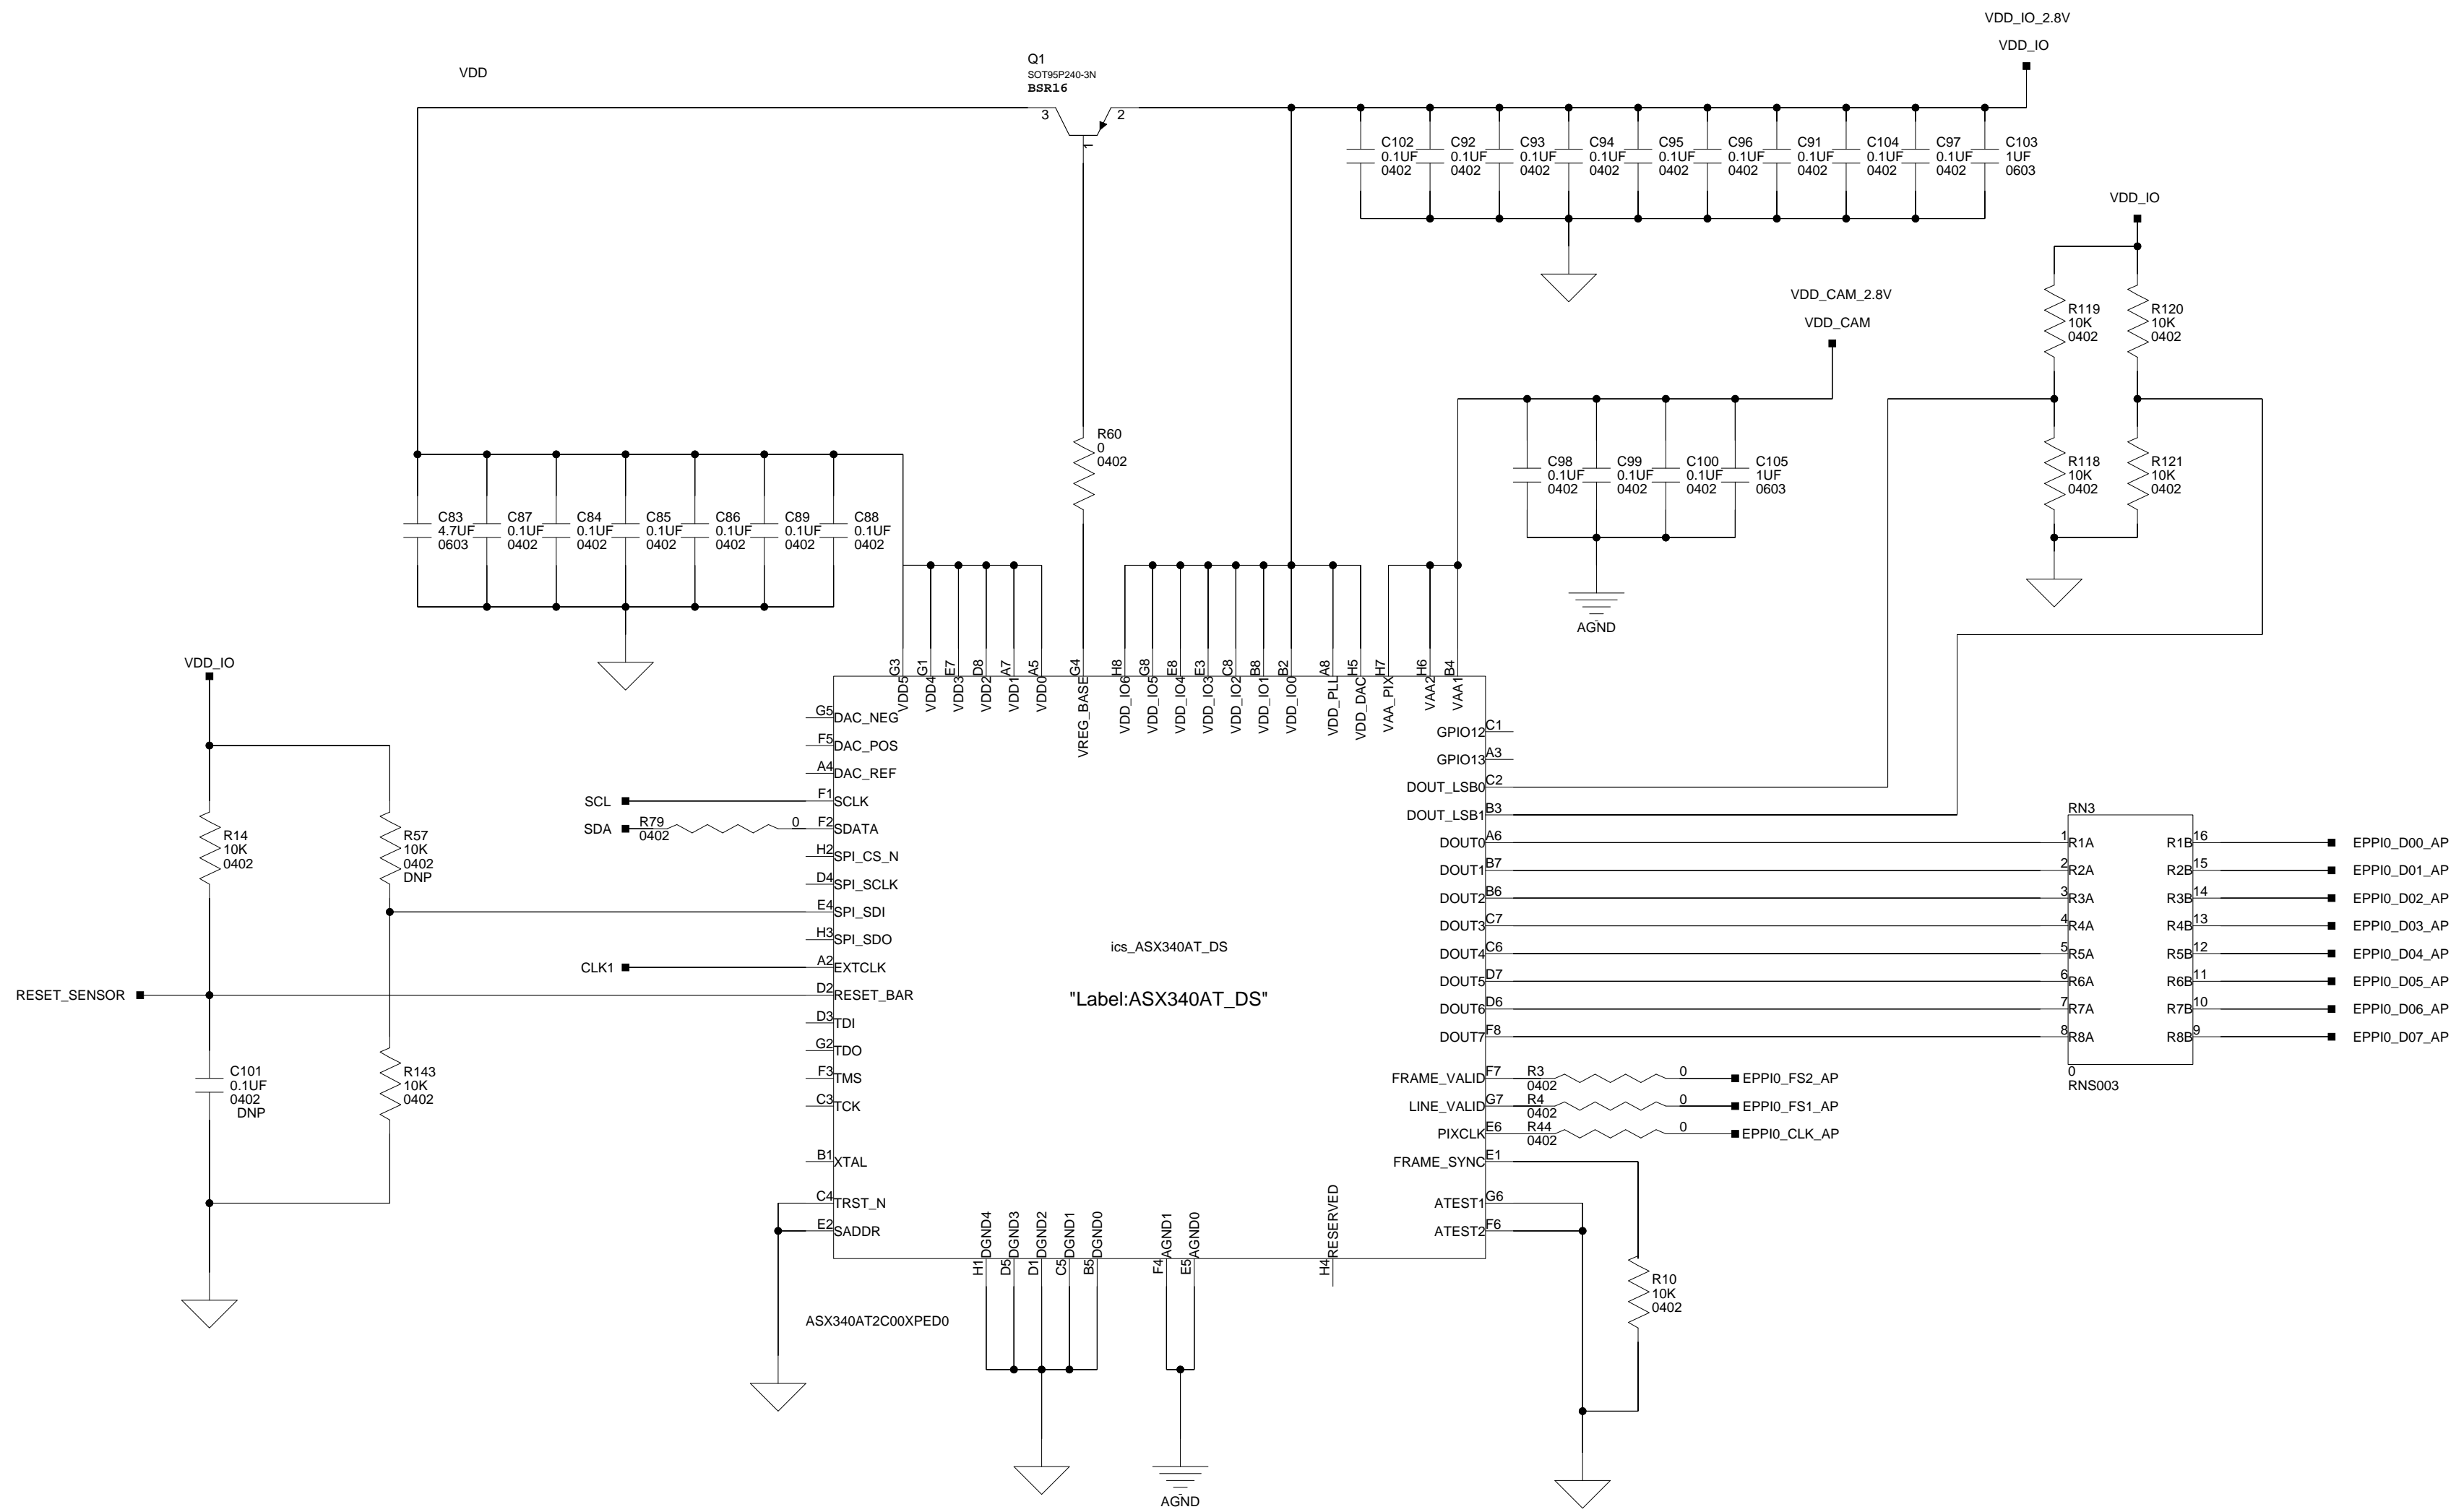 VDD_IO_2.8V
VDD_IO
VDD
Q1
SOT95P240-3N
BSR16
3
2
1
C102
0.1UF
0402
C92
0.1UF
0402
C93
0.1UF
0402
C94
0.1UF
0402
C95
0.1UF
0402
C96
0.1UF
0402
C91
0.1UF
0402
C104
0.1UF
0402
C97
0.1UF
0402
C103
1UF
0603
VDD_IO
R119
10K
0402
R120
10K
0402
R118
10K
0402
R121
10K
0402
VDD_CAM_2.8V
VDD_CAM
C98
0.1UF
0402
C99
0.1UF
0402
C100
0.1UF
0402
C105
1UF
0603
AGND
R60
0
0402
C83
4.7UF
0603
C87
0.1UF
0402
C84
0.1UF
0402
C85
0.1UF
0402
C86
0.1UF
0402
C89
0.1UF
0402
C88
0.1UF
0402
G3
VDD5
G1
VDD4
E7
VDD3
D8
VDD2
A7
VDD1
A5
VDD0
G4
VREG_BASE
H8
VDD_IO6
G8
VDD_IO5
E8
VDD_IO4
E3
VDD_IO3
C8
VDD_IO2
B8
VDD_IO1
B2
VDD_IO0
A8
VDD_PLL
H5
VDD_DAC
H7
VAA_PIX
H6
VAA2
B4
VAA1
VDD_IO
R14
10K
0402
R57
10K
0402
DNP
RESET_SENSOR
C101
0.1UF
0402
DNP
R143
10K
0402
SCL
SDA
R79
0402
0
CLK1
G5
DAC_NEG
F5
DAC_POS
A4
DAC_REF
F1
SCLK
F2
SDATA
H2
SPI_CS_N
D4
SPI_SCLK
E4
SPI_SDI
H3
SPI_SDO
A2
EXTCLK
D2
RESET_BAR
D3
TDI
G2
TDO
F3
TMS
C3
TCK
B1
XTAL
C4
TRST_N
E2
SADDR
ics_ASX340AT_DS
"Label:ASX340AT_DS"
GPIO12
C1
GPIO13
A3
DOUT_LSB0
C2
DOUT_LSB1
B3
DOUT0
A6
DOUT1
B7
DOUT2
B6
DOUT3
C7
DOUT4
C6
DOUT5
D7
DOUT6
D6
DOUT7
F8
FRAME_VALID
F7
LINE_VALID
G7
PIXCLK
E6
FRAME_SYNC
E1
ATEST1
G6
ATEST2
F6
RN3
1
R1A
R1B
16
EPPI0_D00_AP
2
R2A
R2B
15
EPPI0_D01_AP
3
R3A
R3B
14
EPPI0_D02_AP
4
R4A
R4B
13
EPPI0_D03_AP
5
R5A
R5B
12
EPPI0_D04_AP
6
R6A
R6B
11
EPPI0_D05_AP
7
R7A
R7B
10
EPPI0_D06_AP
8
R8A
R8B
9
EPPI0_D07_AP
0
RNS003
R3
0402
0
EPPI0_FS2_AP
R4
0402
0
EPPI0_FS1_AP
R44
0402
0
EPPI0_CLK_AP
R10
10K
0402
H1
DGND4
D5
DGND3
D1
DGND2
C5
DGND1
B5
DGND0
F4
AGND1
E5
AGND0
H4
RESERVED
ASX340AT2C00XPED0
AGND